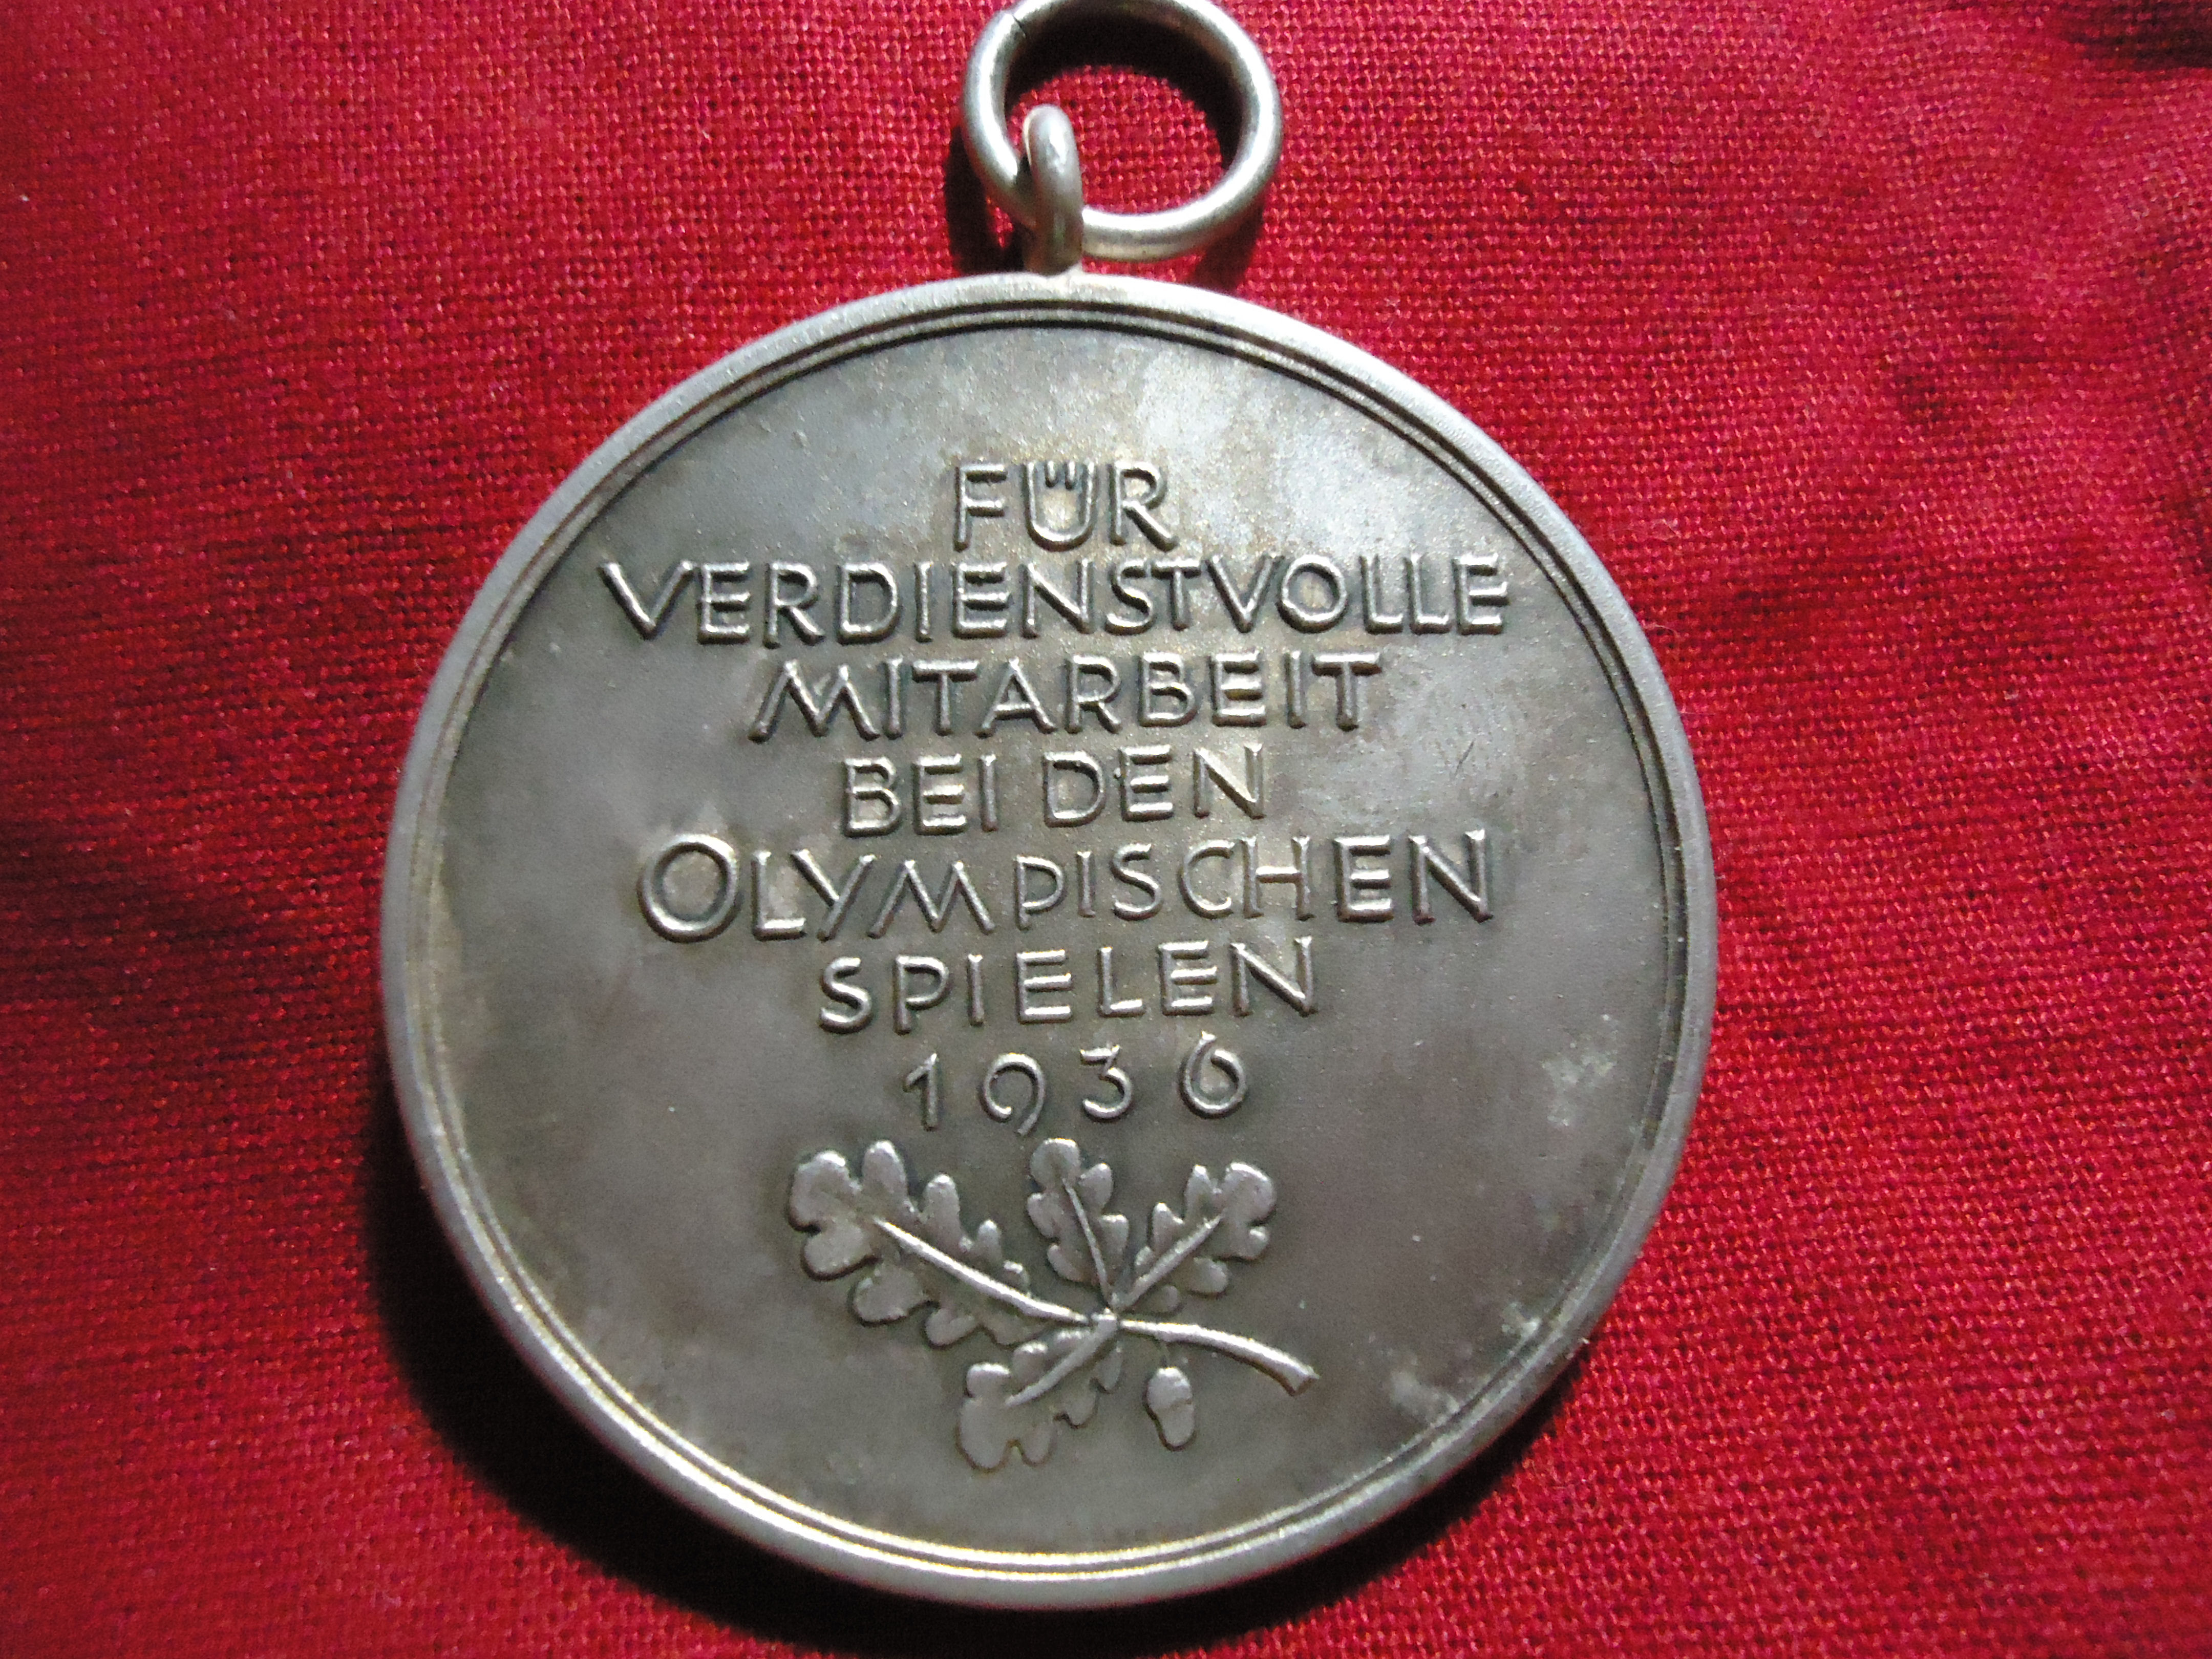 FÜR
VERDIENSTVOLLE
MITARBEIT
BEI DEN
OLYMPISCHEN
SPIELEN
1936